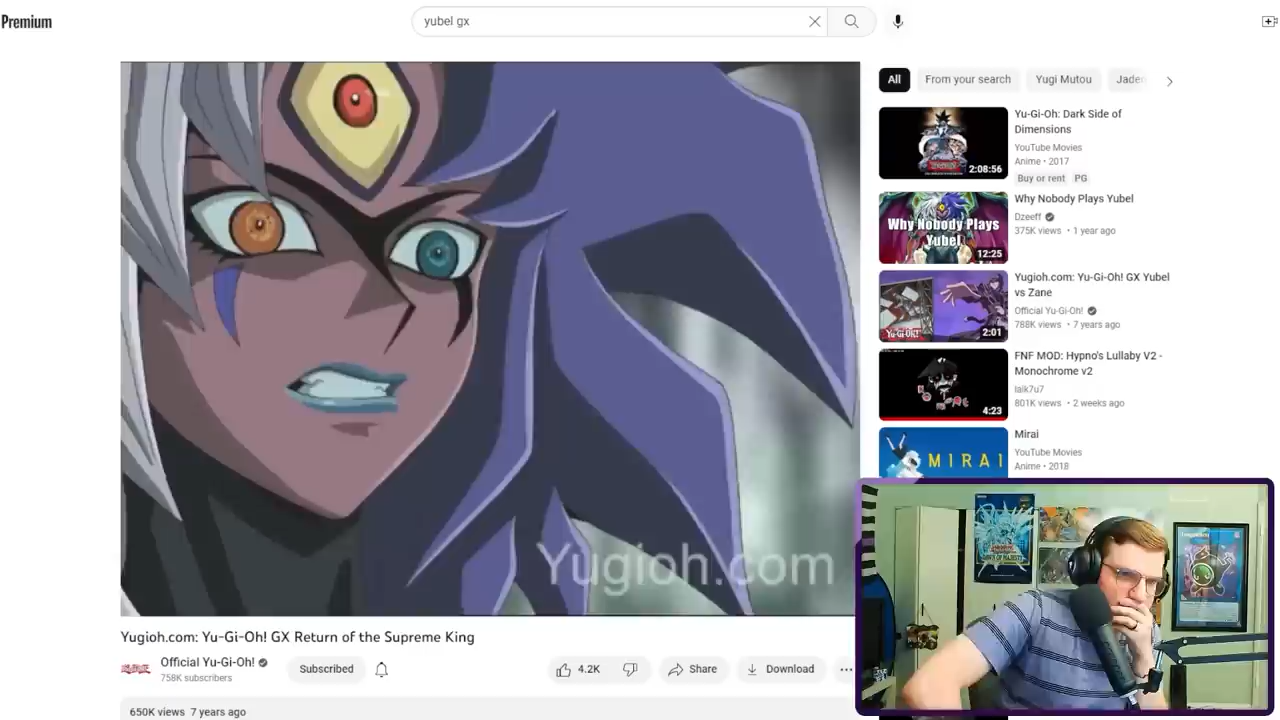 Premium
yubel gx
Yugioh.com
Yugioh.com: Yu-Gi-Oh! GX Return of the Supreme King
Official Yu-Gi-Oh!
758K subscribers
Subscribed
4.2K
Share
Download
650K views 7 years ago
All
From your search
Yugi Mutou
Yu-Gi-Oh: Dark Side of
Dimensions
YouTube Movies
Anime • 2017
Buy or rent PG
2:08:56
Why Nobody Plays Yubel
Dzeeff
375K views • 1 year ago
Why Nobody Plays
Yubel
12:25
Yugioh.com: Yu-Gi-Oh! GX Yubel
vs Zane
Official Yu-Gi-Oh!
788K views • 7 years ago
Yu-Gi-Oh!
2:01
FNF MOD: Hypno's Lullaby V2 -
Monochrome v2
801K views • 2 weeks ago
4:23
Mirai
YouTube Movies
Anime • 2018
MIRAI